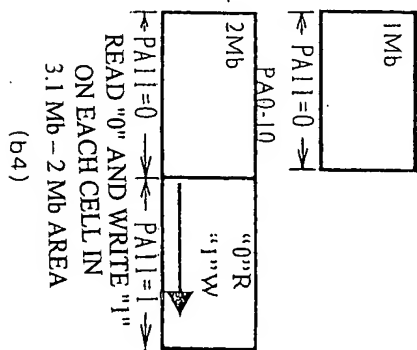 1Mb
PA11=0
PA0-10
2Mb
"0"R
"1"W
PA11=0 PA11=1
READ "0" AND WRITE "1"
ON EACH CELL IN
3.1 Mb – 2 Mb AREA
(b4)